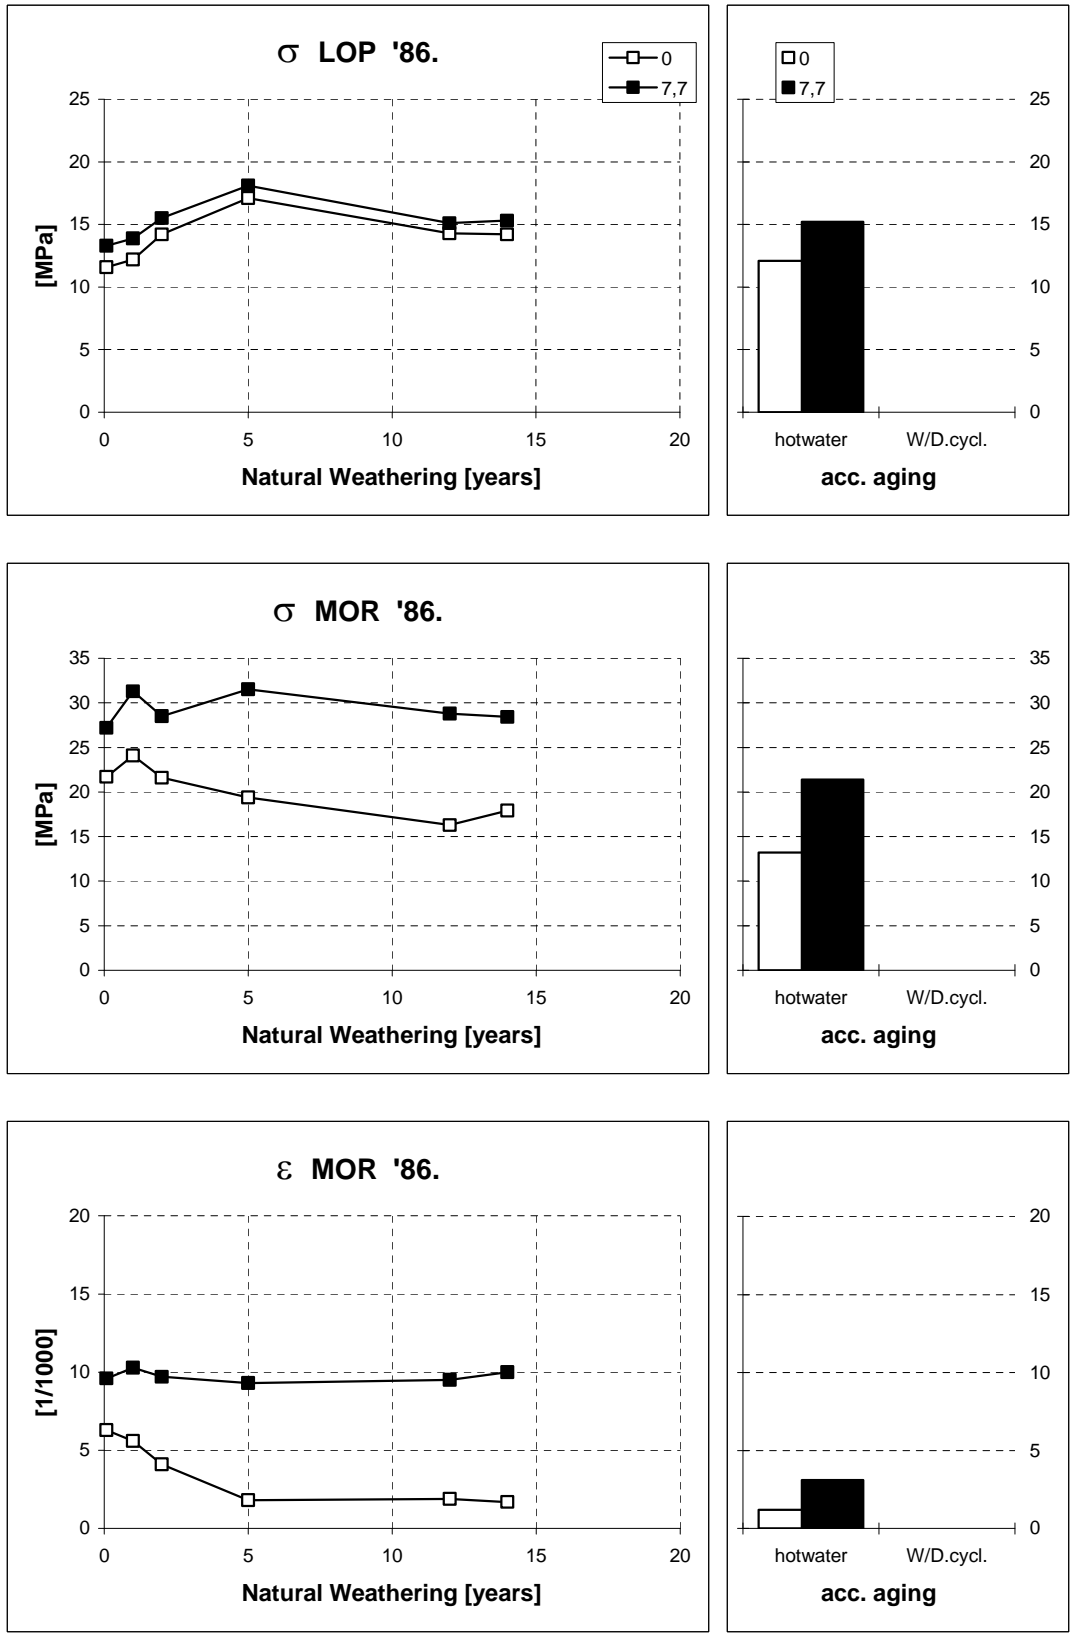 σ LOP '86.
0
7,7
25
20
15
10
5
0
[MPa]
0 5 10 15 20
Natural Weathering [years]
0
7,7
25
20
15
10
5
0
hotwater W/D.cycl.
acc. aging
σ MOR '86.
35
30
25
20
15
10
5
0
[MPa]
0 5 10 15 20
Natural Weathering [years]
35
30
25
20
15
10
5
0
hotwater W/D.cycl.
acc. aging
ε MOR '86.
20
15
10
5
0
[1/1000]
0 5 10 15 20
Natural Weathering [years]
20
15
10
5
0
hotwater W/D.cycl.
acc. aging